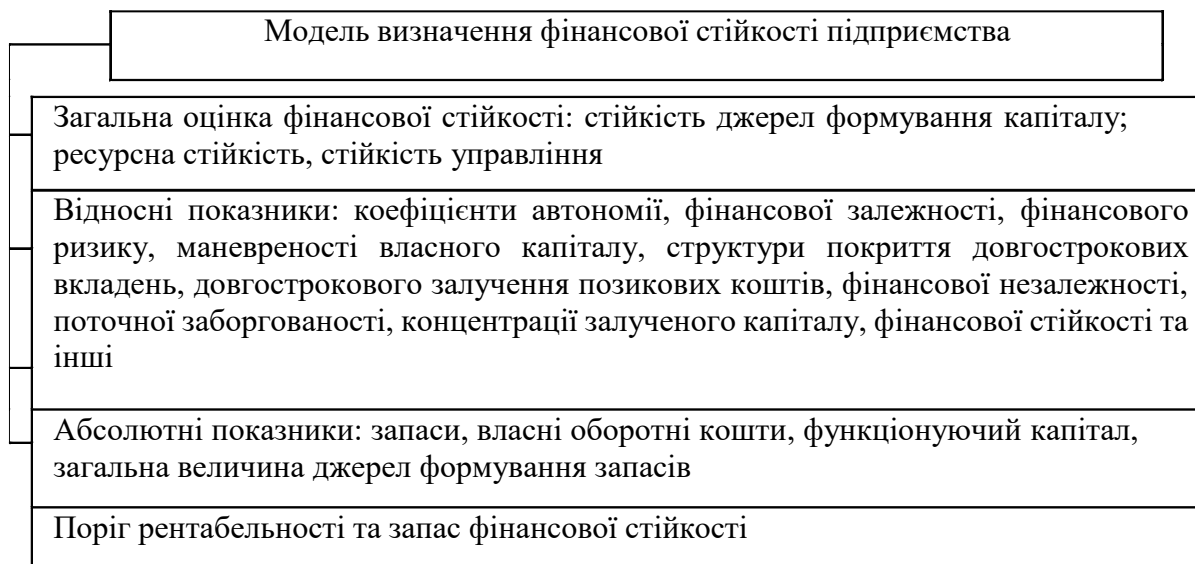 Модель визначення фінансової стійкості підприємства
Загальна оцінка фінансової стійкості: стійкість джерел формування капіталу;
ресурсна стійкість, стійкість управління
Відносні показники: коефіцієнти автономії, фінансової залежності, фінансового
ризику, маневреності власного капіталу, структури покриття довгострокових
вкладень, довгострокового залучення позикових коштів, фінансової незалежності,
поточної заборгованості, концентрації залученого капіталу, фінансової стійкості та
інші
Абсолютні показники: запаси, власні оборотні кошти, функціонуючий капітал,
загальна величина джерел формування запасів
Поріг рентабельності та запас фінансової стійкості